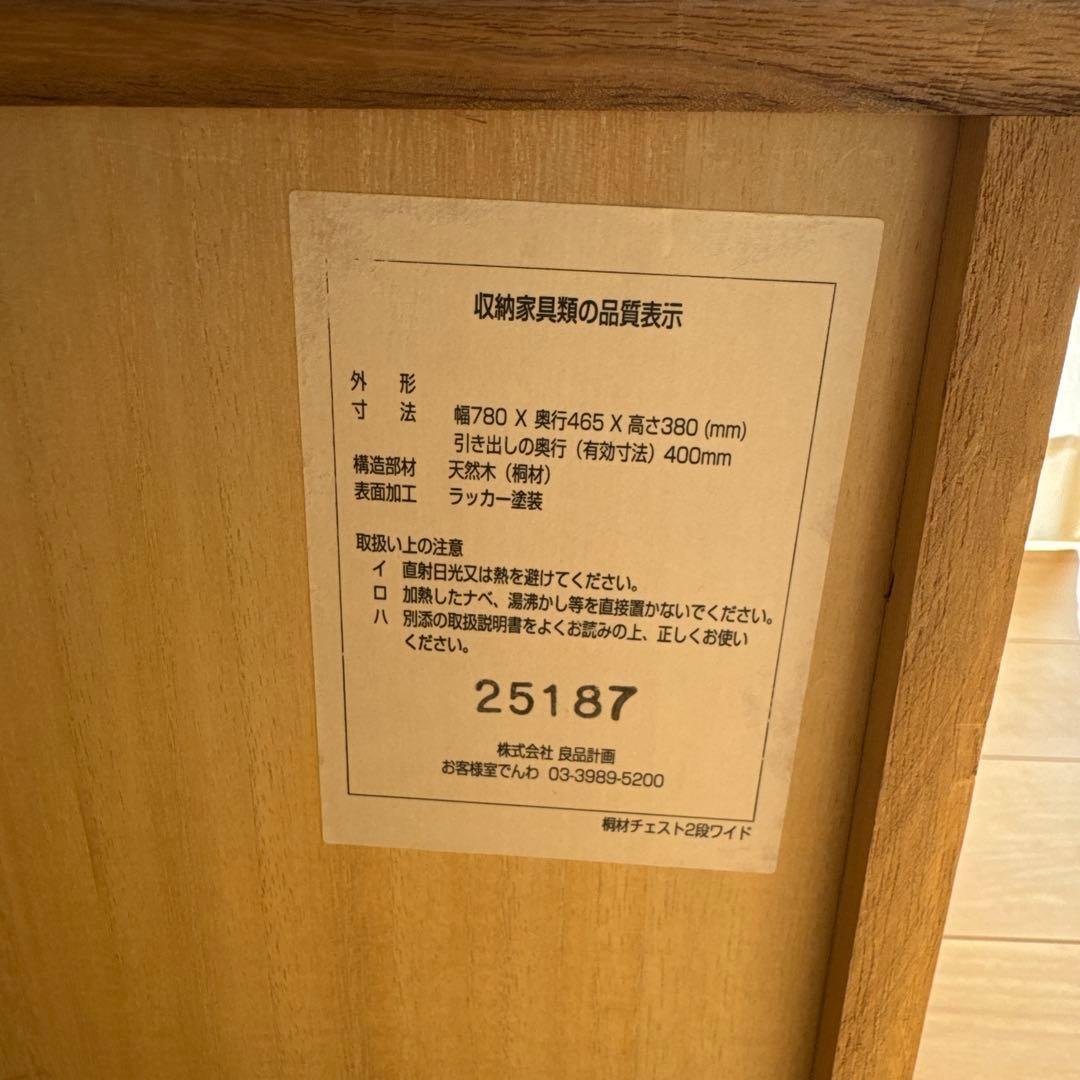 収納家具類の品質表示
外 形
寸 法 幅780 X 奥行465 X 高さ380 (mm)
引き出しの奥行（有効寸法）400mm
構造部材 天然木（桐材）
表面加工 ラッカー塗装
取扱い上の注意
イ 直射日光又は熱を避けてください。
ロ 加熱したナベ、湯沸かし等を直接置かないでください。
ハ 別添の取扱説明書をよくお読みの上、正しくお使い
ください。
25187
株式会社 良品計画
お客様室でんわ 03-3989-5200
桐材チェスト2段ワイド